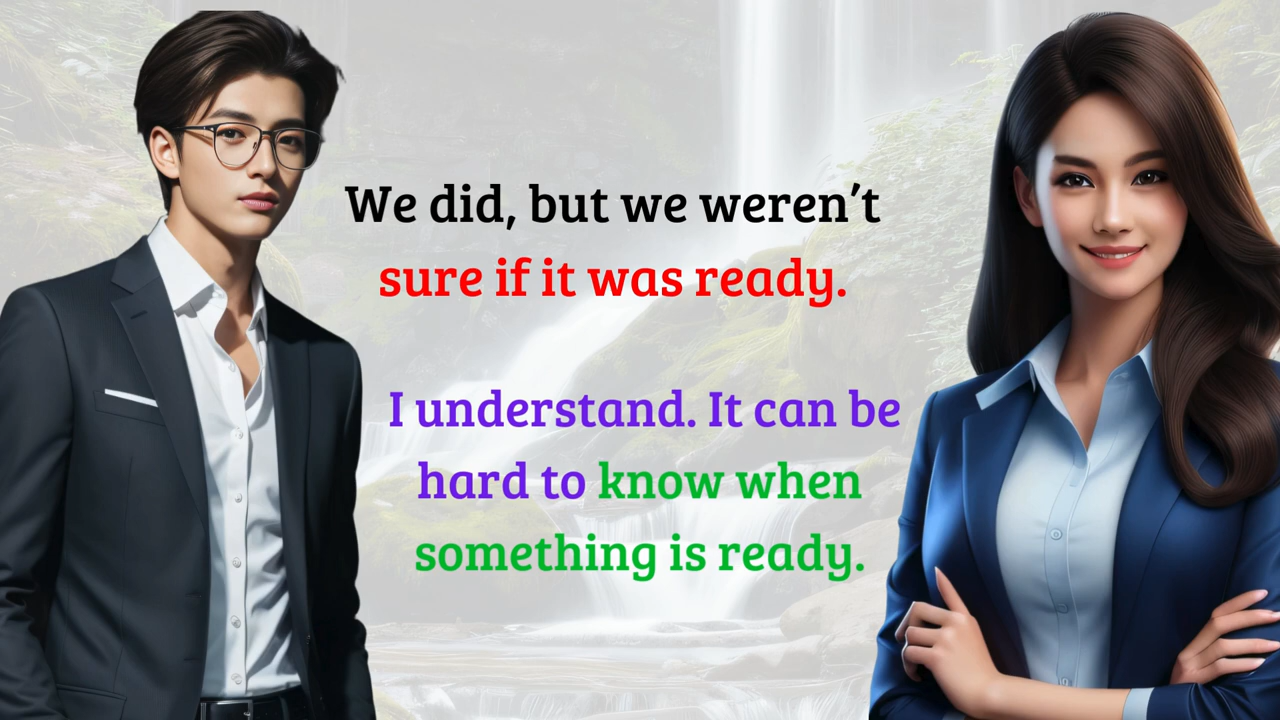 We did, but we weren’t
sure if it was ready.
I understand. It can be
hard to know when
something is ready.